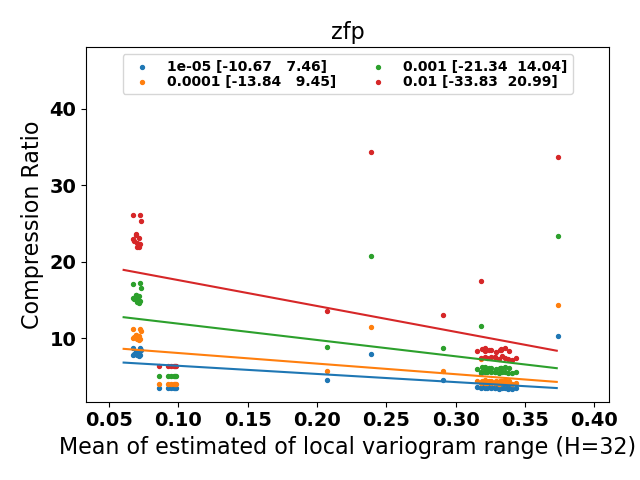 zfp
1e-05 [-10.67   7.46]
0.0001 [-13.84   9.45]
0.001 [-21.34  14.04]
0.01 [-33.83  20.99]
Compression Ratio
40
30
20
10
0.05 0.10 0.15 0.20 0.25 0.30 0.35 0.40
Mean of estimated of local variogram range (H=32)